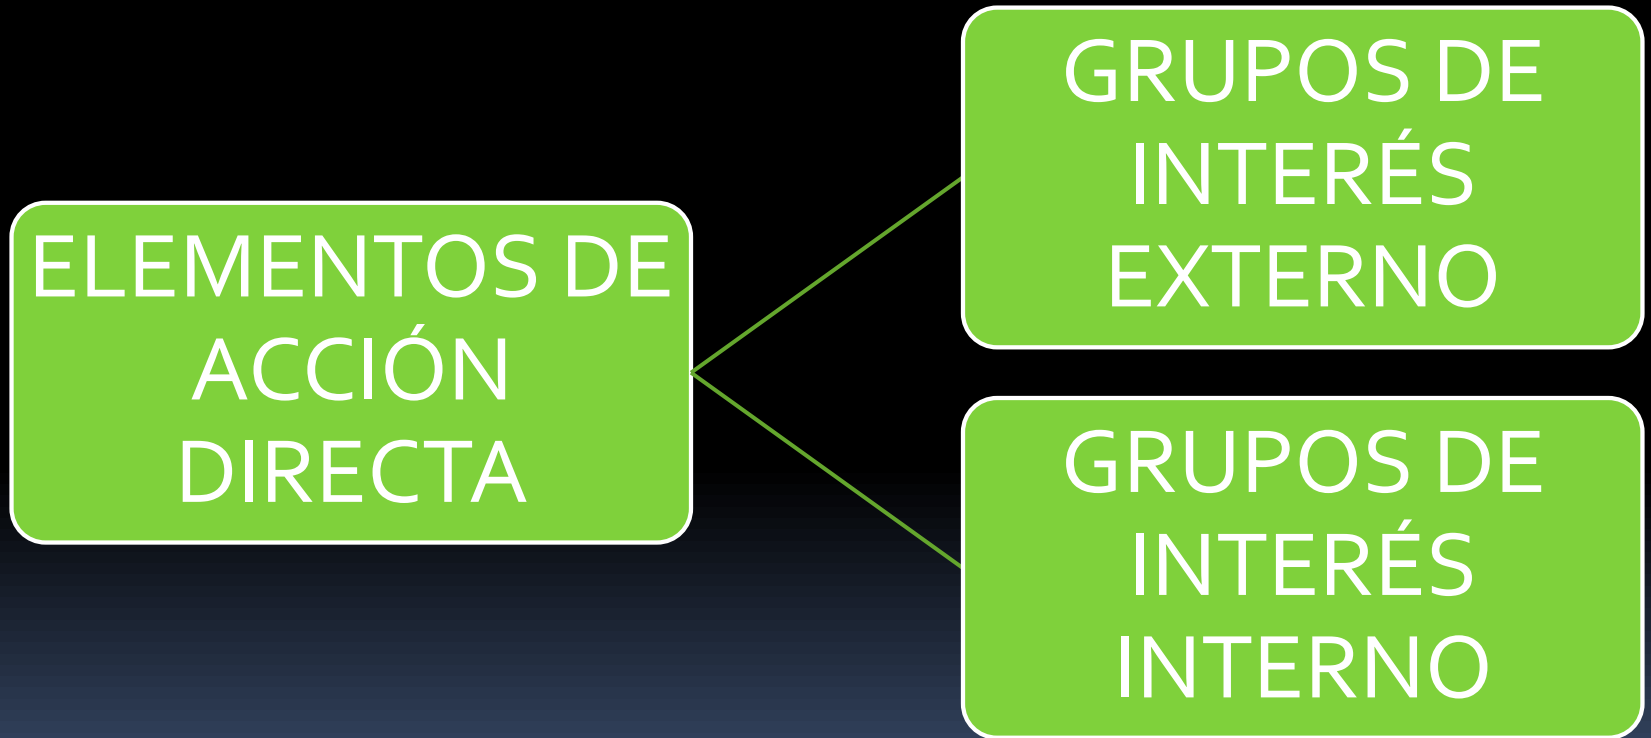 ELEMENTOS DE
ACCIÓN
DIRECTA
GRUPOS DE
INTERÉS
EXTERNO
GRUPOS DE
INTERÉS
INTERNO